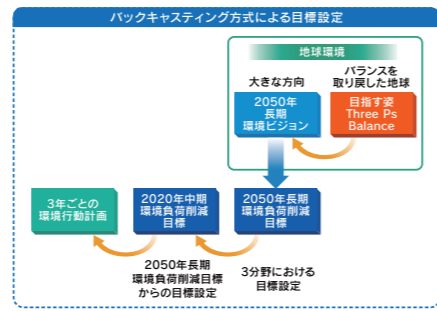 バックキャスティング方式による目標設定
地球環境
大きな方向
バランスを
取り戻した地球
2050年
長期
環境ビジョン
目指す姿
Three Ps
Balance
3年ごとの
環境行動計画
2020年中期
環境負荷削減
目標
2050年長期
環境負荷削減
目標
2050年長期
環境負荷削減目標
からの目標設定
3分野における
目標設定